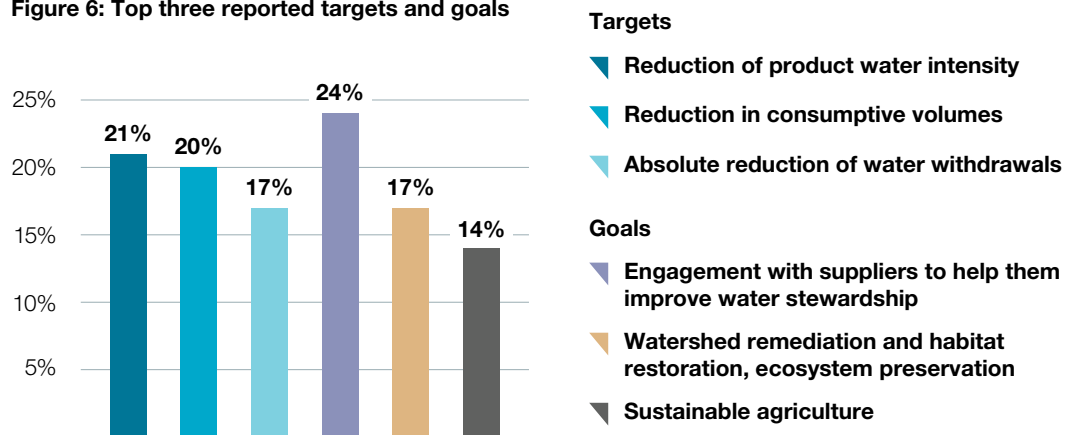 Figure 6: Top three reported targets and goals
25%
20%
15%
10%
5%
21%
20%
17%
24%
17%
14%
Targets
Reduction of product water intensity
Reduction in consumptive volumes
Absolute reduction of water withdrawals
Goals
Engagement with suppliers to help them
improve water stewardship
Watershed remediation and habitat
restoration, ecosystem preservation
Sustainable agriculture